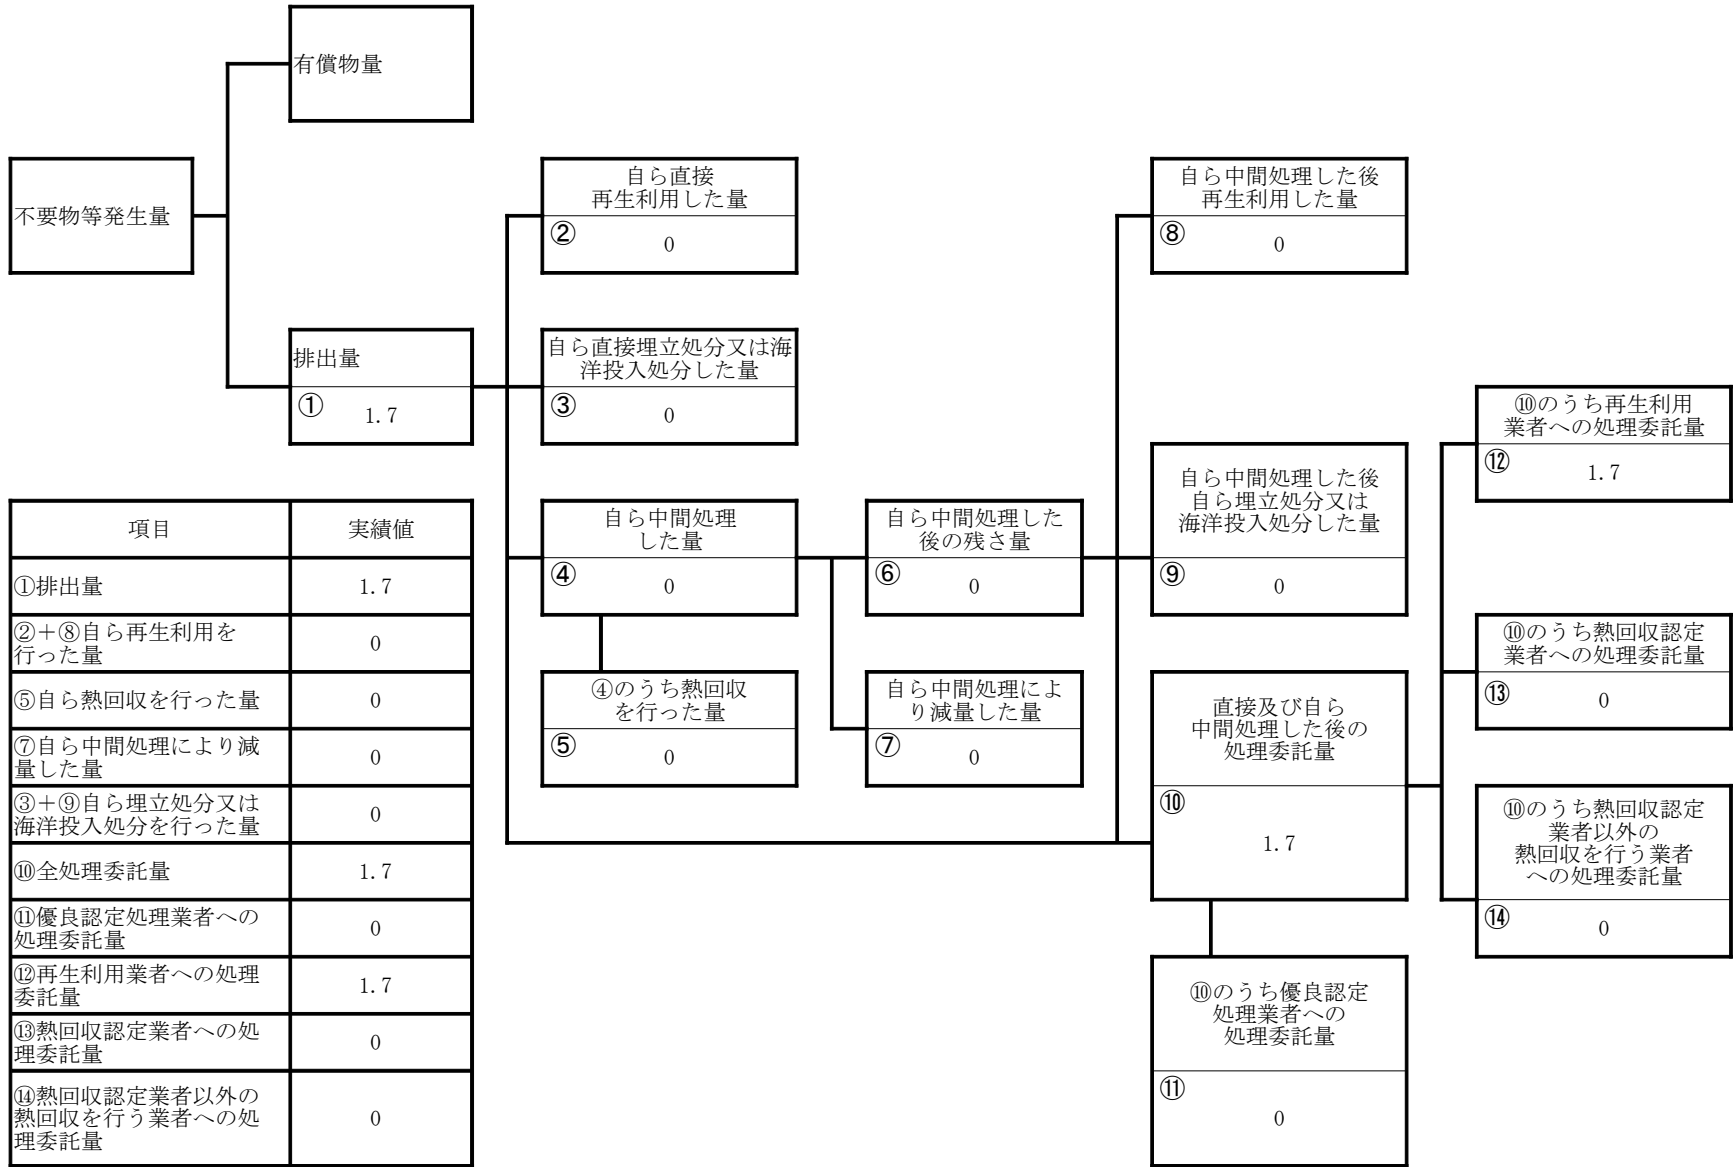 有償物量
不要物等発生量
排出量
① 1.7
自ら直接
再生利用した量
② 0
自ら直接埋立処分又は海
洋投入処分した量
③ 0
自ら中間処理
した量
④ 0
④のうち熱回収
を行った量
⑤ 0
自ら中間処理した
後の残さ量
⑥ 0
自ら中間処理によ
り減量した量
⑦ 0
自ら中間処理した後
再生利用した量
⑧ 0
自ら中間処理した後
自ら埋立処分又は
海洋投入処分した量
⑨ 0
直接及び自ら
中間処理した後の
処理委託量
⑩
1.7
⑩のうち優良認定
処理業者への
処理委託量
⑪
0
⑩のうち再生利用
業者への処理委託量
⑫ 1.7
⑩のうち熱回収認定
業者への処理委託量
⑬ 0
⑩のうち熱回収認定
業者以外の
熱回収を行う業者
への処理委託量
⑭ 0
項目 実績値
①排出量 1.7
②+⑧自ら再生利用を
行った量 0
⑤自ら熱回収を行った量 0
⑦自ら中間処理により減
量した量 0
③+⑨自ら埋立処分又は
海洋投入処分を行った量 0
⑩全処理委託量 1.7
⑪優良認定処理業者への
処理委託量 0
⑫再生利用業者への処理
委託量 1.7
⑬熱回収認定業者への処
理委託量 0
⑭熱回収認定業者以外の
熱回収を行う業者への処
理委託量 0